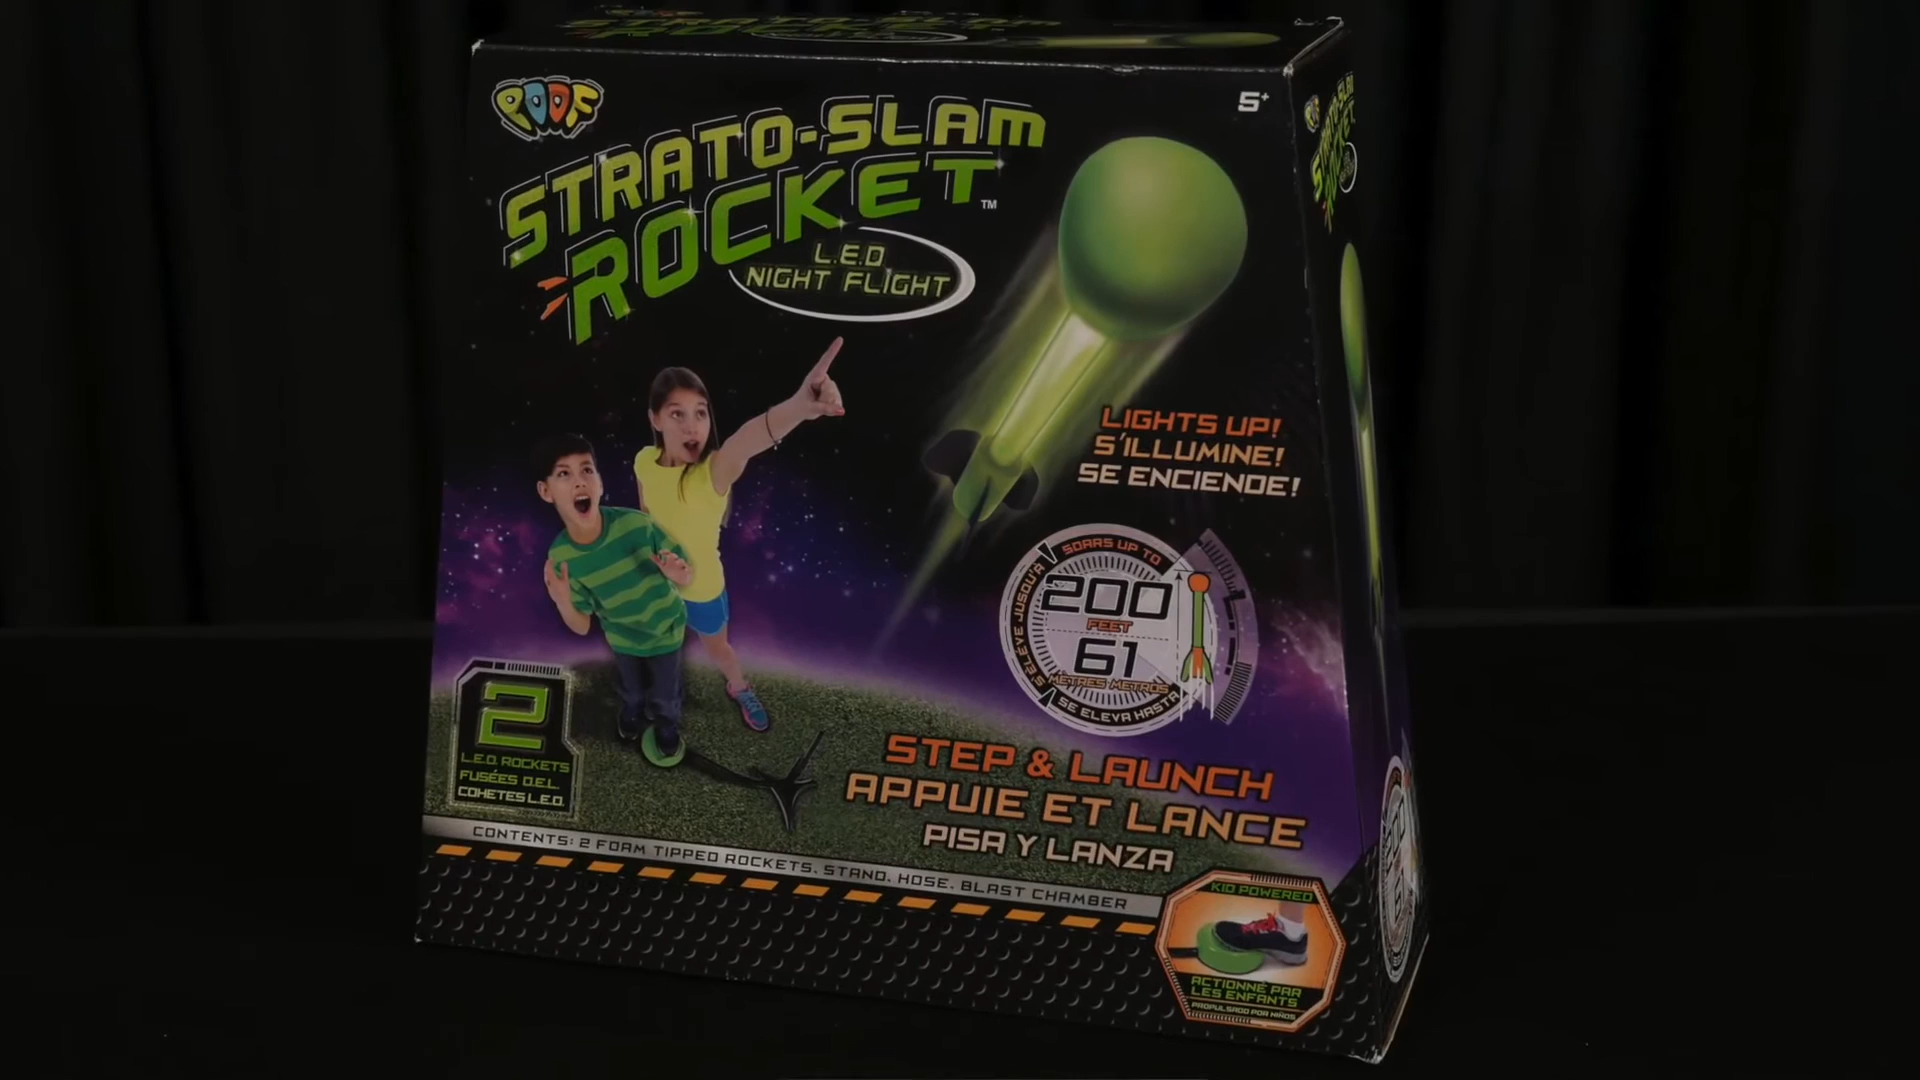 STRATO-SLAM
ROCKET
POOF
STRATO-SLAM
ROCKET™
L.E.D
NIGHT FLIGHT
5+
STRATO-SLAM
ROCKET
LIGHTS UP!
S'ILLUMINE!
SE ENCIENDE!
SOARS UP TO
200
FEET
61
MÈTRES METROS
S'ÉLÈVE JUSQU'À
SE ELEVA HASTA
2
L.E.D. ROCKETS
FUSÉES D.E.L.
COHETES L.E.D.
STEP & LAUNCH
APPUIE ET LANCE
PISA Y LANZA
CONTENTS: 2 FOAM TIPPED ROCKETS, STAND, HOSE, BLAST CHAMBER
KID POWERED
ACTIONNÉ PAR
LES ENFANTS
PROPULSADO POR NIÑOS